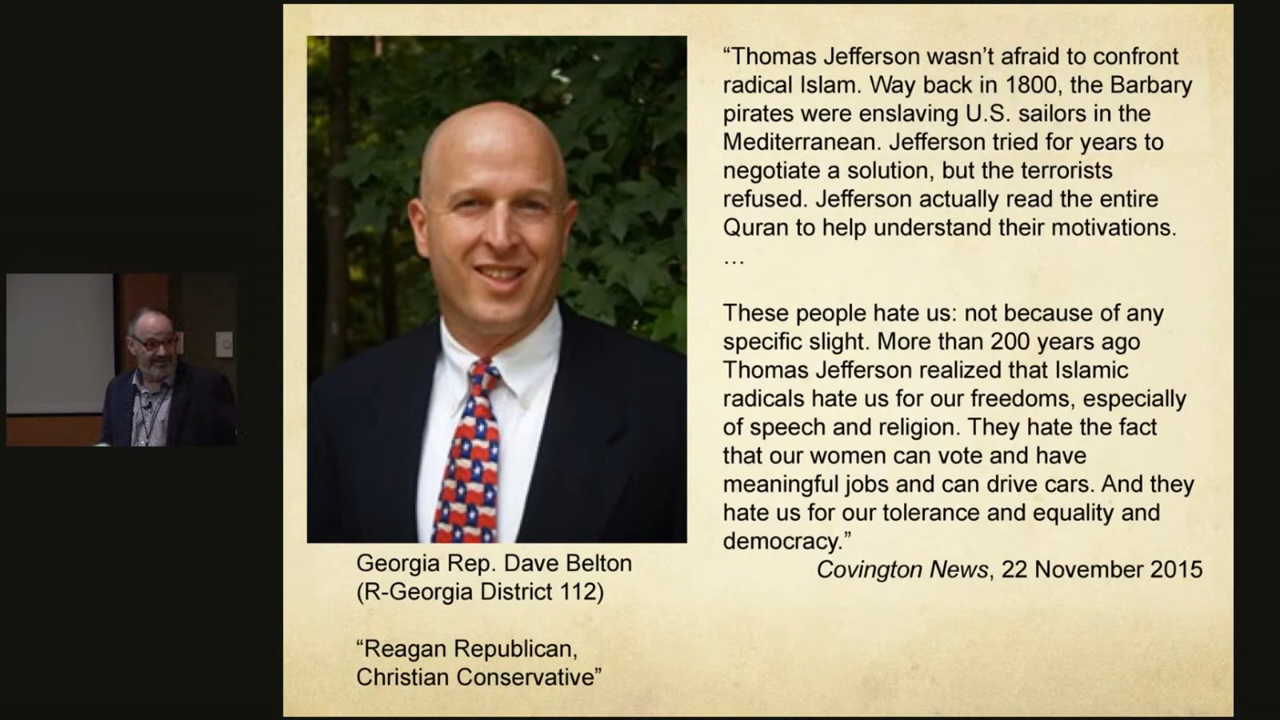 “Thomas Jefferson wasn’t afraid to confront
radical Islam. Way back in 1800, the Barbary
pirates were enslaving U.S. sailors in the
Mediterranean. Jefferson tried for years to
negotiate a solution, but the terrorists
refused. Jefferson actually read the entire
Quran to help understand their motivations.
…
These people hate us: not because of any
specific slight. More than 200 years ago
Thomas Jefferson realized that Islamic
radicals hate us for our freedoms, especially
of speech and religion. They hate the fact
that our women can vote and have
meaningful jobs and can drive cars. And they
hate us for our tolerance and equality and
democracy.”
Covington News, 22 November 2015
Georgia Rep. Dave Belton
(R-Georgia District 112)
“Reagan Republican,
Christian Conservative”